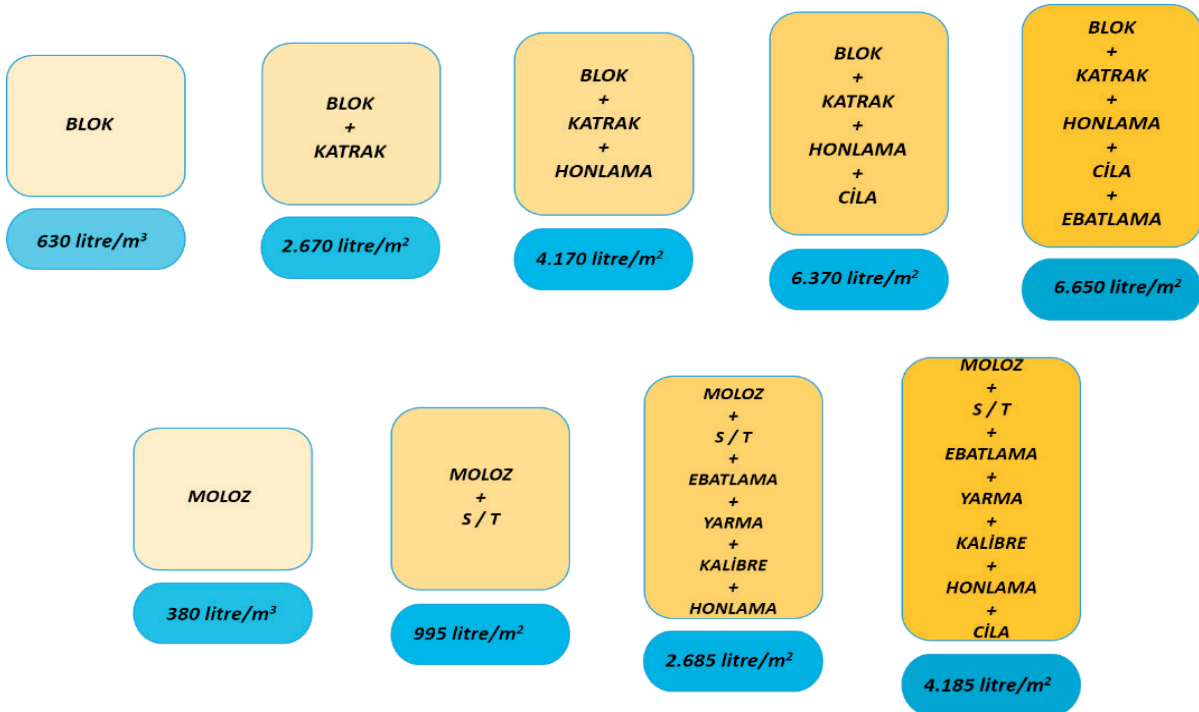 BLOK
630 litre/m³
BLOK
+
KATRAK
2.670 litre/m²
BLOK
+
KATRAK
+
HONLAMA
4.170 litre/m²
BLOK
+
KATRAK
+
HONLAMA
+
CİLA
6.370 litre/m²
BLOK
+
KATRAK
+
HONLAMA
+
CİLA
+
EBATLAMA
6.650 litre/m²
MOLOZ
380 litre/m³
MOLOZ
+
S / T
995 litre/m²
MOLOZ
+
S / T
+
EBATLAMA
+
YARMA
+
KALİBRE
+
HONLAMA
2.685 litre/m²
MOLOZ
+
S / T
+
EBATLAMA
+
YARMA
+
KALİBRE
+
HONLAMA
+
CİLA
4.185 litre/m²